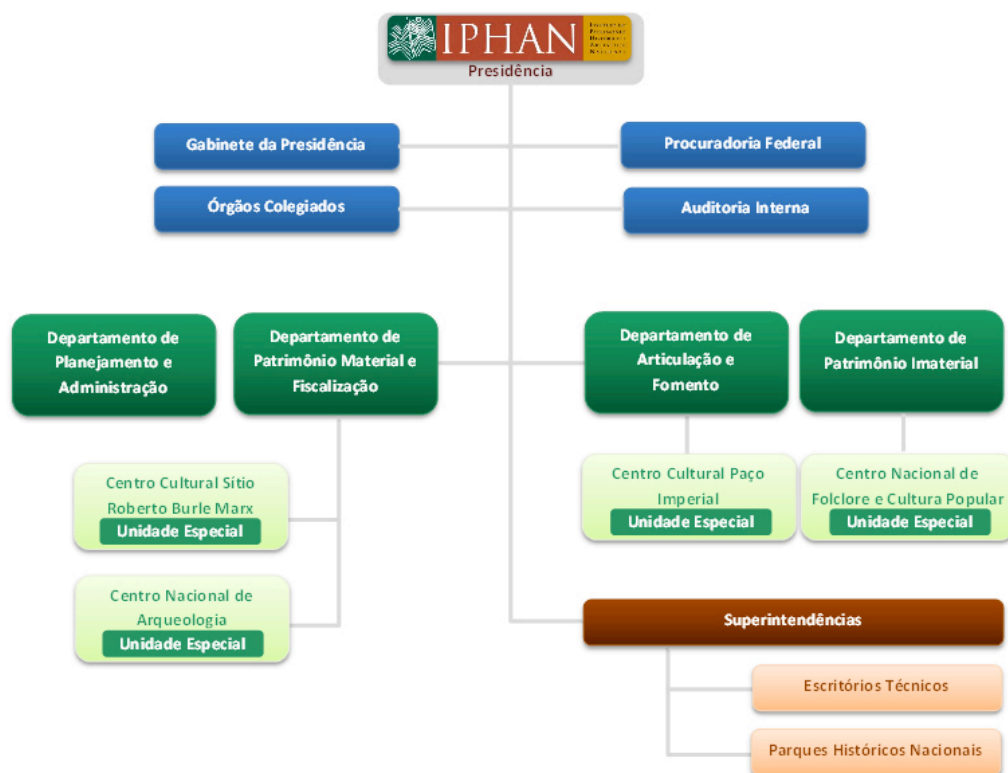 IPHAN
Presidência
Gabinete da Presidência
Procuradoria Federal
Órgãos Colegiados
Auditoria Interna
Departamento de
Planejamento e
Administração
Departamento de
Patrimônio Material e
Fiscalização
Departamento de
Articulação e
Fomento
Departamento de
Patrimônio Imaterial
Centro Cultural Sítio
Roberto Burle Marx
Unidade Especial
Centro Cultural Paço
Imperial
Unidade Especial
Centro Nacional de
Folclore e Cultura Popular
Unidade Especial
Centro Nacional de
Arqueologia
Unidade Especial
Superintendências
Escritórios Técnicos
Parques Históricos Nacionais